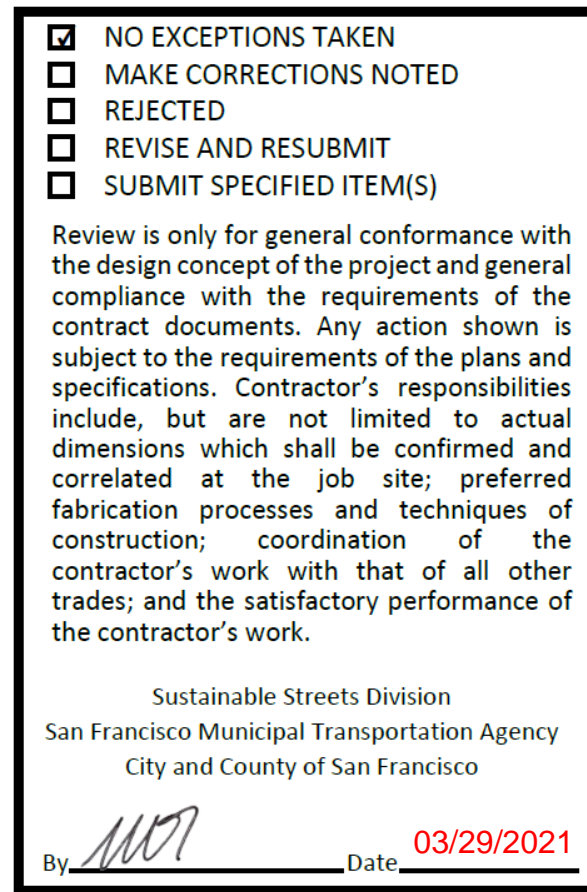 NO EXCEPTIONS TAKEN
MAKE CORRECTIONS NOTED
REJECTED
REVISE AND RESUBMIT
SUBMIT SPECIFIED ITEM(S)
Review is only for general conformance with
the design concept of the project and general
compliance with the requirements of the
contract documents. Any action shown is
subject to the requirements of the plans and
specifications. Contractor’s responsibilities
include, but are not limited to actual
dimensions which shall be confirmed and
correlated at the job site; preferred
fabrication processes and techniques of
construction; coordination of the
contractor’s work with that of all other
trades; and the satisfactory performance of
the contractor’s work.
Sustainable Streets Division
San Francisco Municipal Transportation Agency
City and County of San Francisco
By Date 03/29/2021